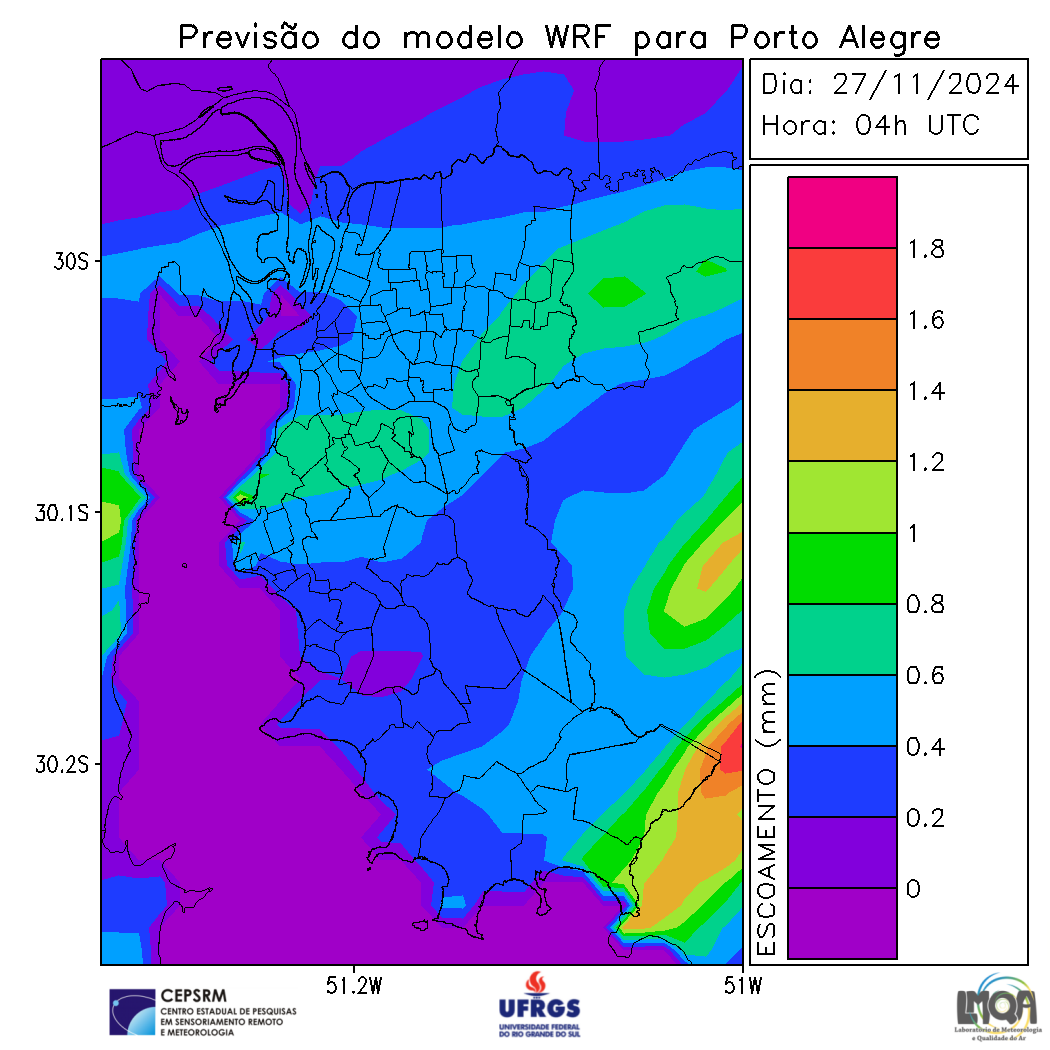 Previsão do modelo WRF para Porto Alegre
Dia: 27/11/2024
Hora: 04h UTC
30S
30.1S
30.2S
51.2W
51W
1.8
1.6
1.4
1.2
1
0.8
0.6
0.4
0.2
0
ESCOAMENTO (mm)
CEPSRM
CENTRO ESTADUAL DE PESQUISAS
EM SENSORIAMENTO REMOTO
E METEOROLOGIA
UFRGS
UNIVERSIDADE FEDERAL
DO RIO GRANDE DO SUL
LMQA
Laboratório de Meteorologia
e Qualidade do Ar